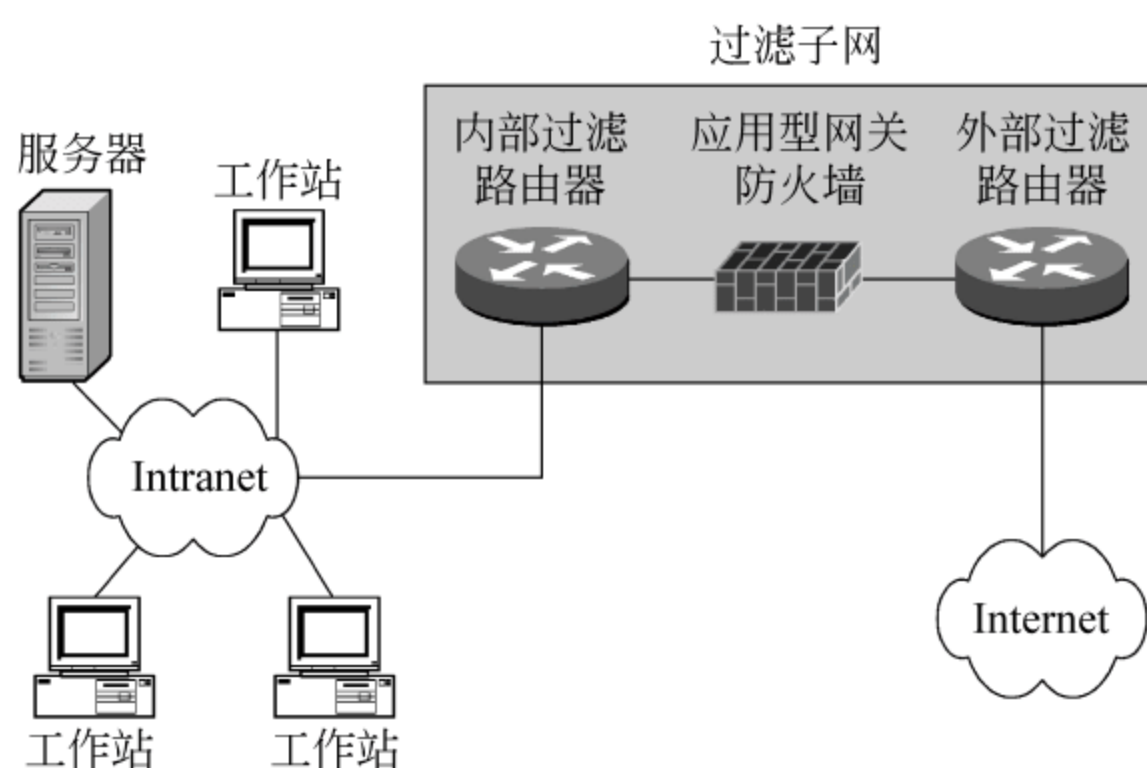 过滤子网
内部过滤
路由器
应用型网关
防火墙
外部过滤
路由器
服务器
工作站
Intranet
Internet
工作站
工作站